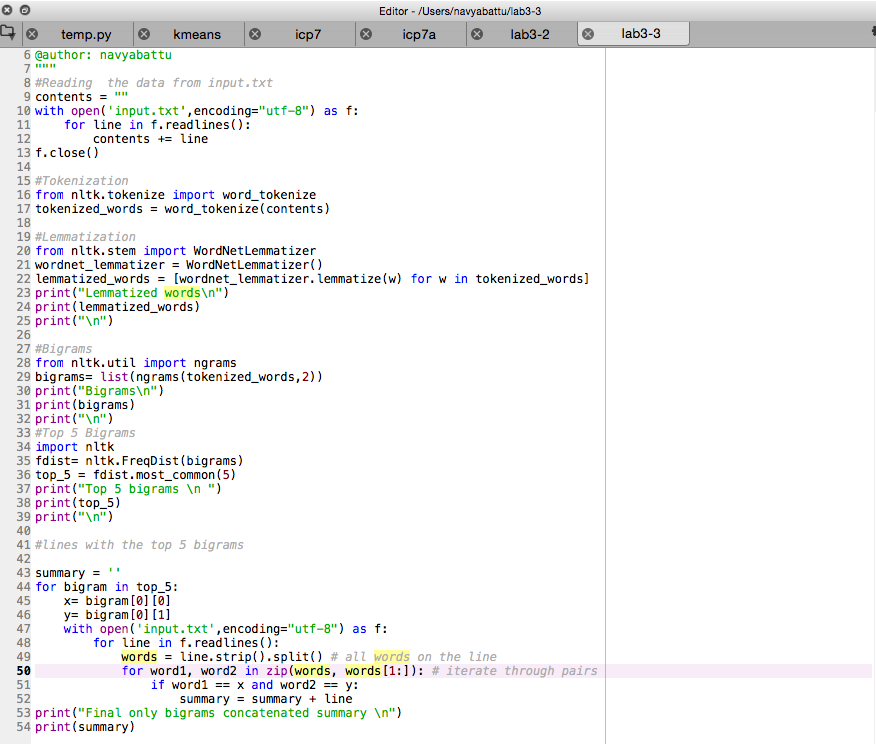 Editor - /Users/navyabattu/lab3-3
temp.py kmeans icp7 icp7a lab3-2 lab3-3
6 @author: navyabattu
7 """
8 #Reading  the data from input.txt
9 contents = ""
10 with open('input.txt',encoding="utf-8") as f:
11     for line in f.readlines():
12         contents += line
13 f.close()
14
15 #Tokenization
16 from nltk.tokenize import word_tokenize
17 tokenized_words = word_tokenize(contents)
18
19 #Lemmatization
20 from nltk.stem import WordNetLemmatizer
21 wordnet_lemmatizer = WordNetLemmatizer()
22 lemmatized_words = [wordnet_lemmatizer.lemmatize(w) for w in tokenized_words]
23 print("Lemmatized words\n")
24 print(lemmatized_words)
25 print("\n")
26
27 #Bigrams
28 from nltk.util import ngrams
29 bigrams= list(ngrams(tokenized_words,2))
30 print("Bigrams\n")
31 print(bigrams)
32 print("\n")
33 #Top 5 Bigrams
34 import nltk
35 fdist= nltk.FreqDist(bigrams)
36 top_5 = fdist.most_common(5)
37 print("Top 5 bigrams \n ")
38 print(top_5)
39 print("\n")
40
41 #lines with the top 5 bigrams
42
43 summary = ''
44 for bigram in top_5:
45     x= bigram[0][0]
46     y= bigram[0][1]
47     with open('input.txt',encoding="utf-8") as f:
48         for line in f.readlines():
49             words = line.strip().split() # all words on the line
50             for word1, word2 in zip(words, words[1:]): # iterate through pairs
51                 if word1 == x and word2 == y:
52                     summary = summary + line
53 print("Final only bigrams concatenated summary \n")
54 print(summary)